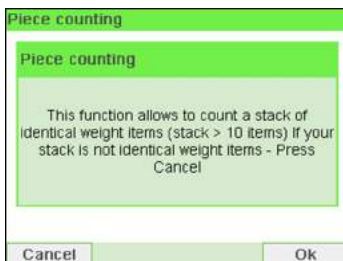 Piece counting
Piece counting
This function allows to count a stack of
identical weight items (stack > 10 items) If your
stack is not identical weight items - Press
Cancel
Cancel
Ok